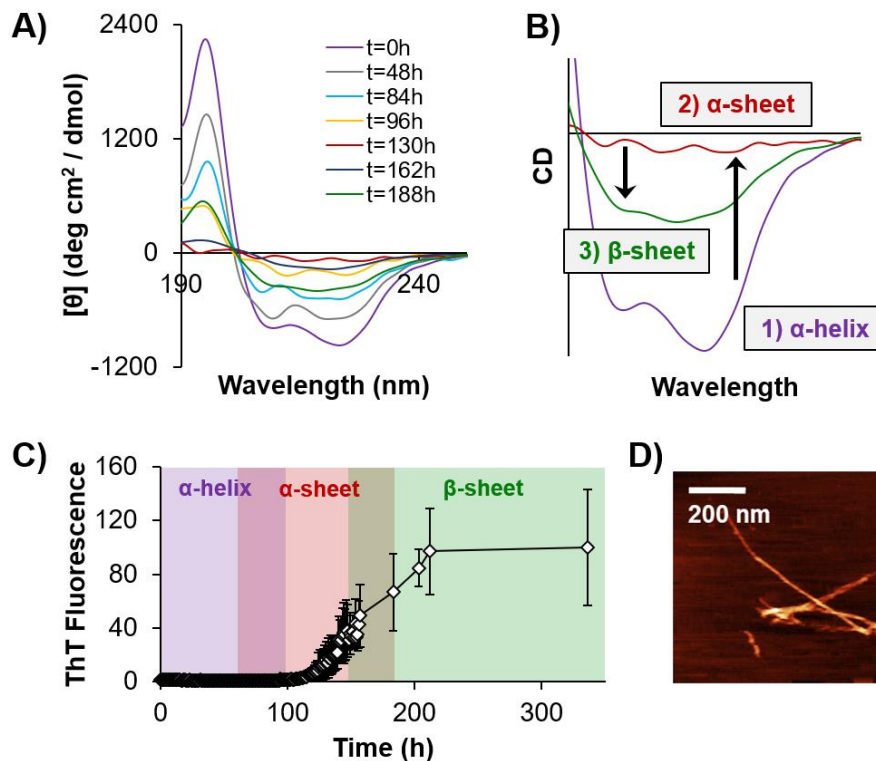 A)
2400
1200
0
-1200
190
240
[θ] (deg cm² / dmol)
Wavelength (nm)
t=0h
t=48h
t=84h
t=96h
t=130h
t=162h
t=188h
B)
CD
2) α-sheet
3) β-sheet
1) α-helix
Wavelength
C)
ThT Fluorescence
160
120
80
40
0
α-helix
α-sheet
β-sheet
0
100
200
300
Time (h)
D)
200 nm